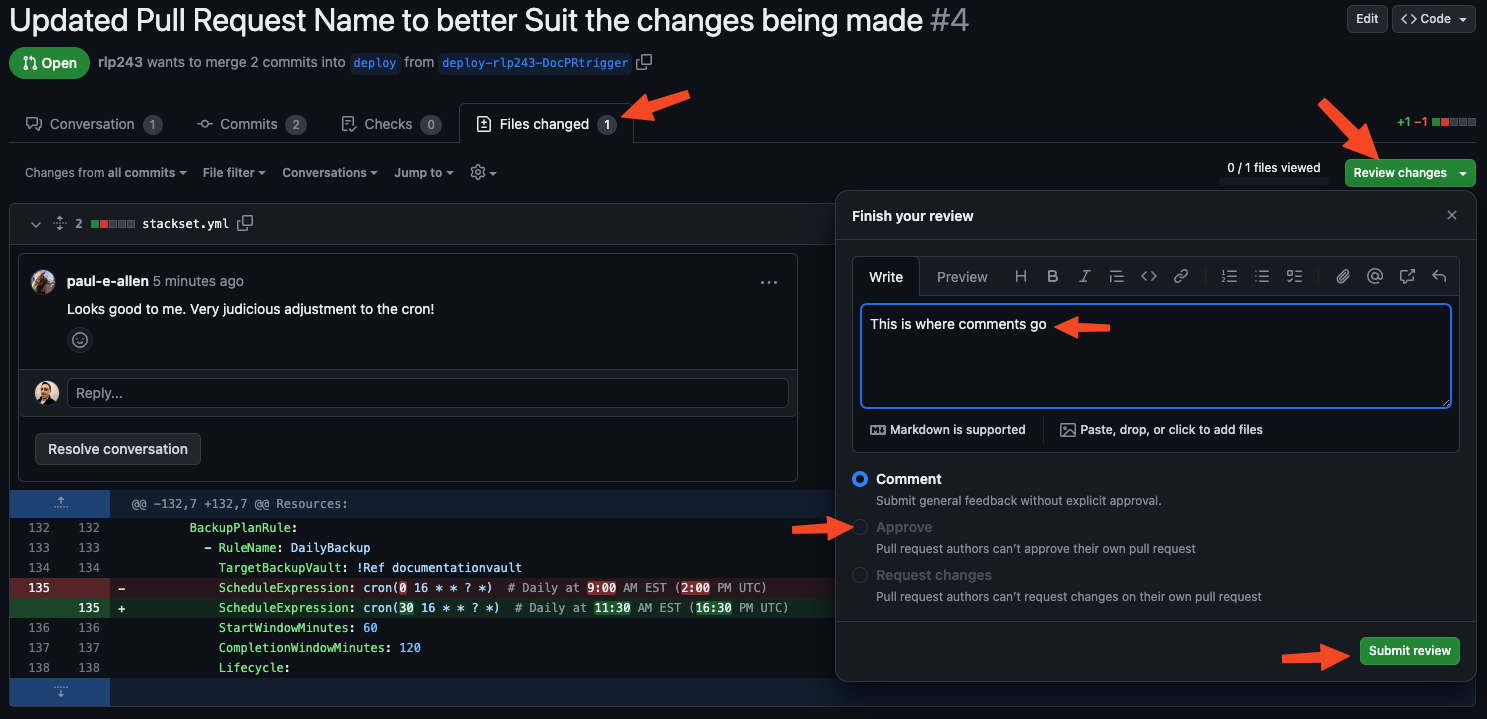 Updated Pull Request Name to better Suit the changes being made #4
Edit
<> Code
Open
rlp243 wants to merge 2 commits into deploy from deploy-rlp243-DocPRtrigger
Conversation 1
Commits 2
Checks 0
Files changed 1
+1 −1
Changes from all commits
File filter
Conversations
Jump to
0 / 1 files viewed
Review changes
2 stackset.yml
paul-e-allen 5 minutes ago
Looks good to me. Very judicious adjustment to the cron!
Reply...
Resolve conversation
@@ -132,7 +132,7 @@ Resources:
132 132 BackupPlanRule:
133 133 - RuleName: DailyBackup
134 134 TargetBackupVault: !Ref documentationvault
135 - ScheduleExpression: cron(0 16 * * ? *) # Daily at 9:00 AM EST (2:00 PM UTC)
135 + ScheduleExpression: cron(30 16 * * ? *) # Daily at 11:30 AM EST (16:30 PM UTC)
136 136 StartWindowMinutes: 60
137 137 CompletionWindowMinutes: 120
138 138 Lifecycle:
Finish your review
Write
Preview
This is where comments go
Markdown is supported
Paste, drop, or click to add files
Comment
Submit general feedback without explicit approval.
Approve
Pull request authors can't approve their own pull request
Request changes
Pull request authors can't request changes on their own pull request
Submit review